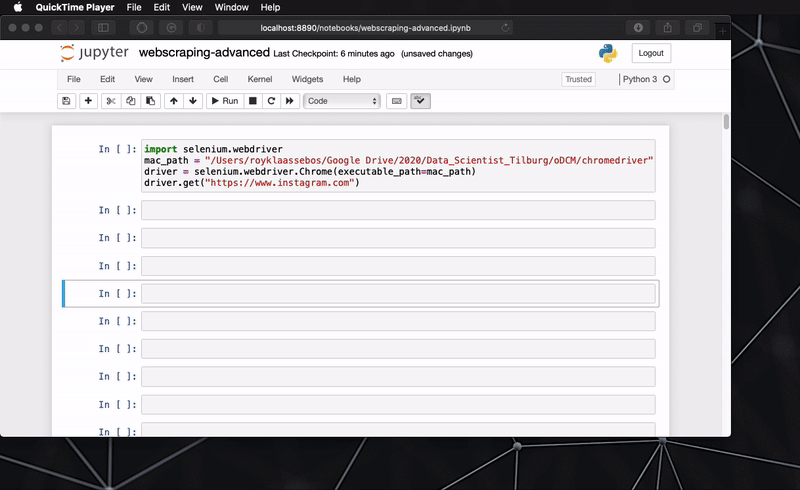 QuickTime Player File Edit View Window Help
localhost:8890/notebooks/webscraping-advanced.ipynb
jupyter webscraping-advanced Last Checkpoint: 6 minutes ago (unsaved changes) Logout
File Edit View Insert Cell Kernel Widgets Help Trusted Python 3
Run Code
In [ ]: import selenium.webdriver
mac_path = "/Users/royklaassebos/Google Drive/2020/Data_Scientist_Tilburg/oDCM/chromedriver"
driver = selenium.webdriver.Chrome(executable_path=mac_path)
driver.get("https://www.instagram.com")
In [ ]:
In [ ]:
In [ ]:
In [ ]:
In [ ]:
In [ ]:
In [ ]:
In [ ]:
In [ ]: